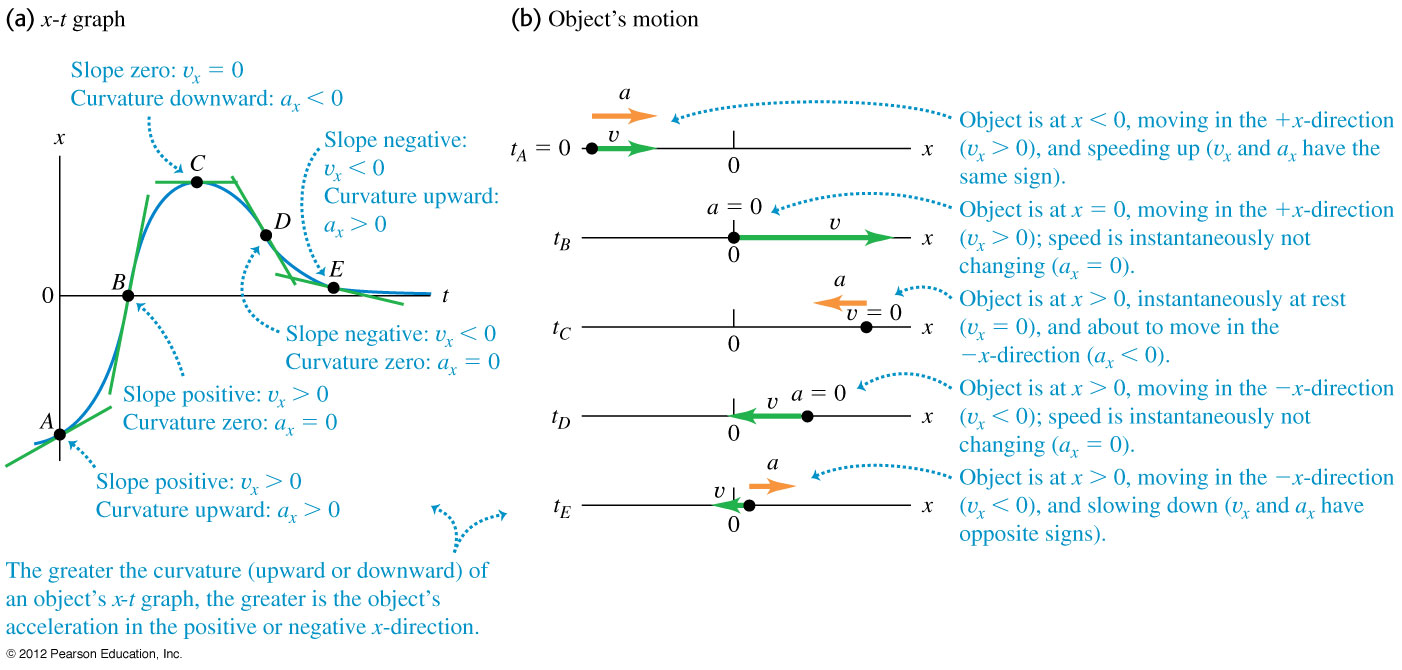 (a) x-t graph
Slope zero: vₓ = 0
Curvature downward: aₓ < 0
x
C
Slope negative:
vₓ < 0
Curvature upward:
aₓ > 0
D
B
E
0
t
Slope negative: vₓ < 0
Curvature zero: aₓ = 0
Slope positive: vₓ > 0
Curvature zero: aₓ = 0
A
Slope positive: vₓ > 0
Curvature upward: aₓ > 0
The greater the curvature (upward or downward) of
an object's x-t graph, the greater is the object's
acceleration in the positive or negative x-direction.
© 2012 Pearson Education, Inc.
(b) Object's motion
a
v
t_A = 0
x
0
Object is at x < 0, moving in the +x-direction
(vₓ > 0), and speeding up (vₓ and aₓ have the
same sign).
a = 0
v
t_B
x
0
Object is at x = 0, moving in the +x-direction
(vₓ > 0); speed is instantaneously not
changing (aₓ = 0).
a
v = 0
t_C
x
0
Object is at x > 0, instantaneously at rest
(vₓ = 0), and about to move in the
−x-direction (aₓ < 0).
v a = 0
t_D
x
0
Object is at x > 0, moving in the −x-direction
(vₓ < 0); speed is instantaneously not
changing (aₓ = 0).
a
v
t_E
x
0
Object is at x > 0, moving in the −x-direction
(vₓ < 0), and slowing down (vₓ and aₓ have
opposite signs).